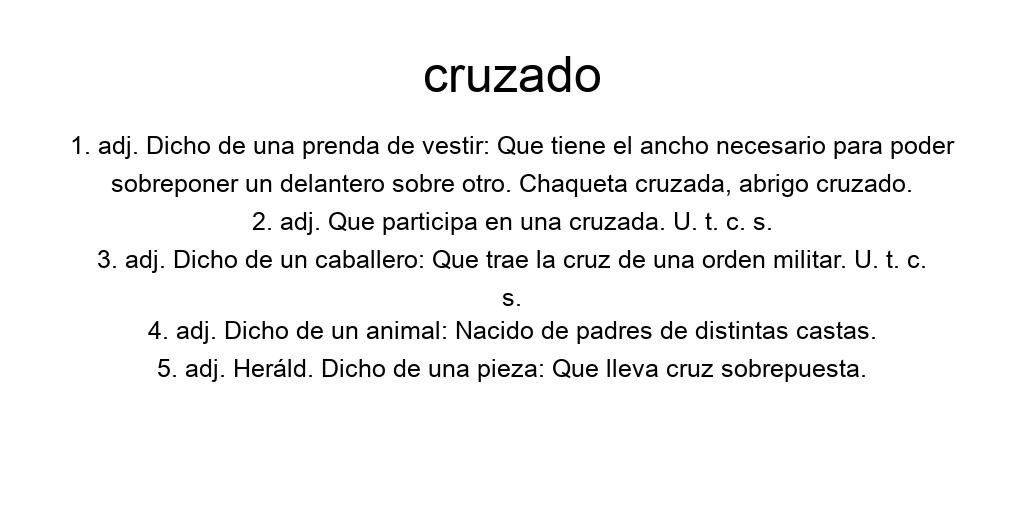 cruzado
1. adj. Dicho de una prenda de vestir: Que tiene el ancho necesario para poder
sobreponer un delantero sobre otro. Chaqueta cruzada, abrigo cruzado.
2. adj. Que participa en una cruzada. U. t. c. s.
3. adj. Dicho de un caballero: Que trae la cruz de una orden militar. U. t. c.
s.
4. adj. Dicho de un animal: Nacido de padres de distintas castas.
5. adj. Heráld. Dicho de una pieza: Que lleva cruz sobrepuesta.